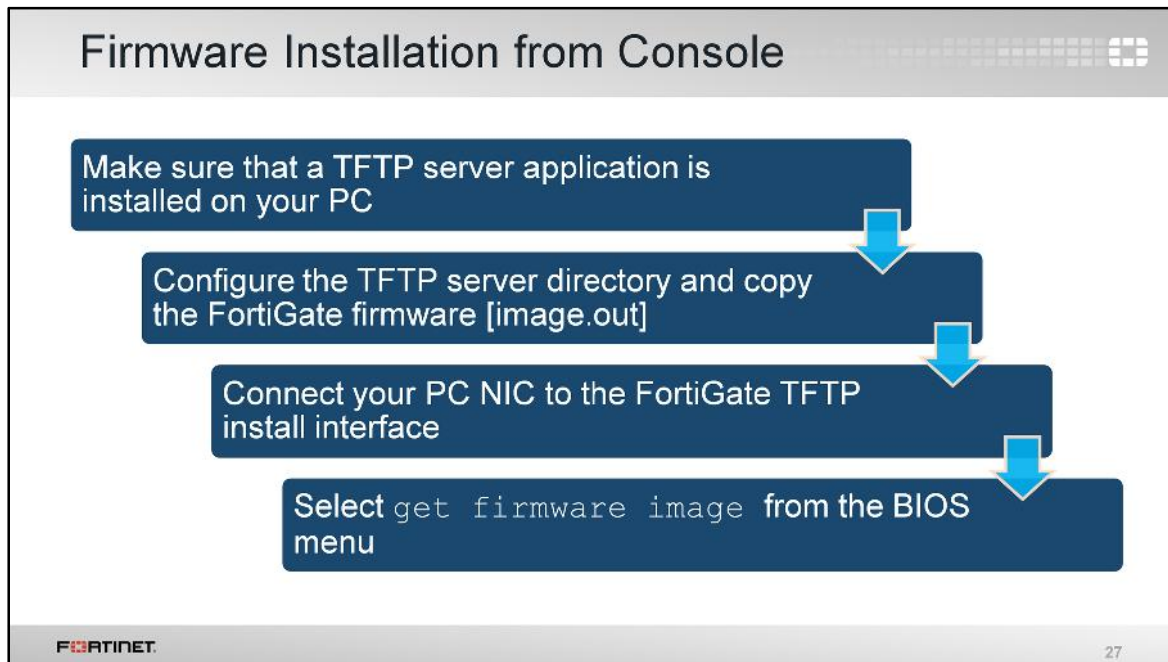 Firmware Installation from Console
Make sure that a TFTP server application is
installed on your PC
Configure the TFTP server directory and copy
the FortiGate firmware [image.out]
Connect your PC NIC to the FortiGate TFTP
install interface
Select get firmware image from the BIOS
menu
FORTINET.
27